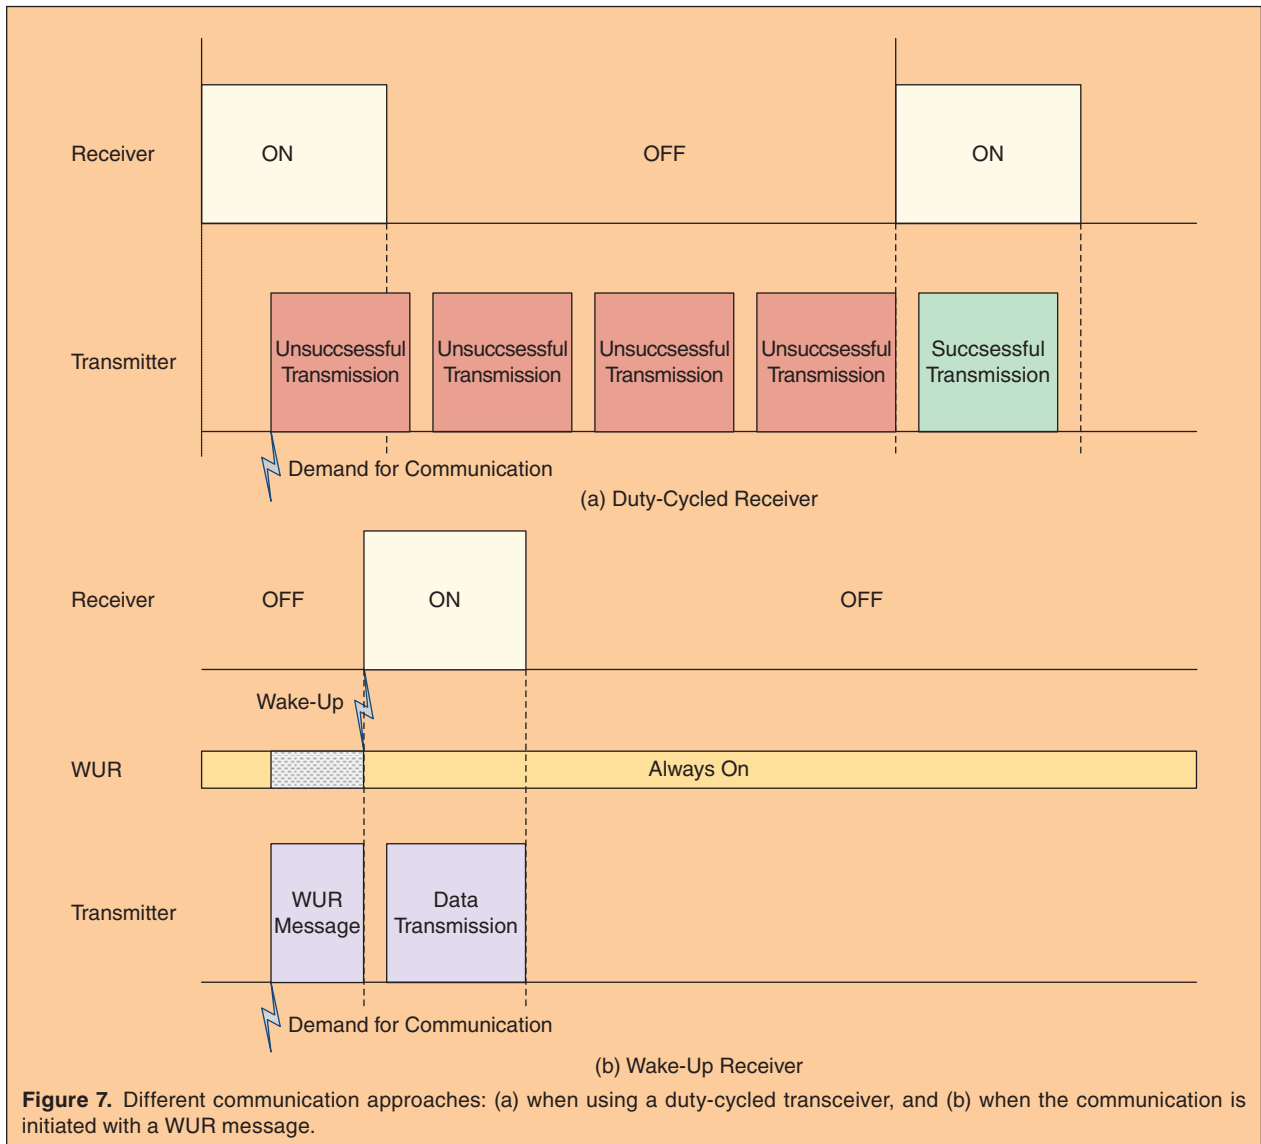 Receiver
ON
OFF
ON
Transmitter
Unsuccsessful
Transmission
Unsuccsessful
Transmission
Unsuccsessful
Transmission
Unsuccsessful
Transmission
Succsessful
Transmission
Demand for Communication
(a) Duty-Cycled Receiver
Receiver
OFF
ON
OFF
Wake-Up
WUR
Always On
Transmitter
WUR
Message
Data
Transmission
Demand for Communication
(b) Wake-Up Receiver
Figure 7. Different communication approaches: (a) when using a duty-cycled transceiver, and (b) when the communication is
initiated with a WUR message.